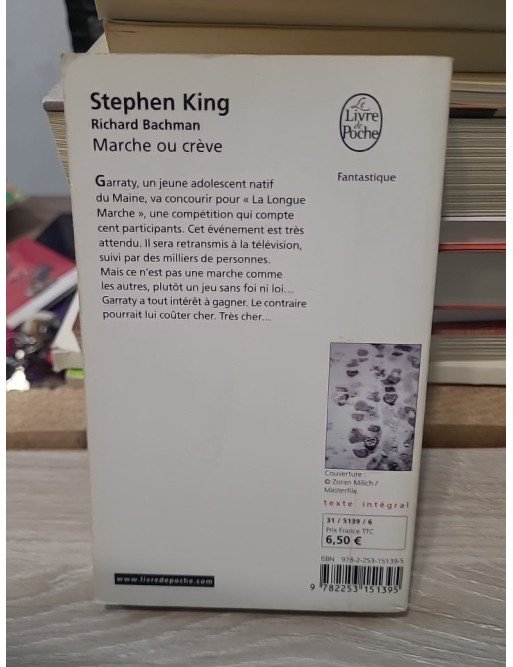 Stephen King
Richard Bachman
Marche ou crève
Le
Livre
de
Poche
Fantastique
Garraty, un jeune adolescent natif
du Maine, va concourir pour « La Longue
Marche », une compétition qui compte
cent participants. Cet événement est très
attendu. Il sera retransmis à la télévision,
suivi par des milliers de personnes.
Mais ce n'est pas une marche comme
les autres, plutôt un jeu sans foi ni loi...
Garraty a tout intérêt à gagner. Le contraire
pourrait lui coûter cher. Très cher...
Couverture :
© Zoran Milich /
Masterfile.
texte intégral
31 / 5139 / 6
Prix France TTC
6,50 €
ISBN 978-2-253-15139-5
www.livredepoche.com
9 782253 151395